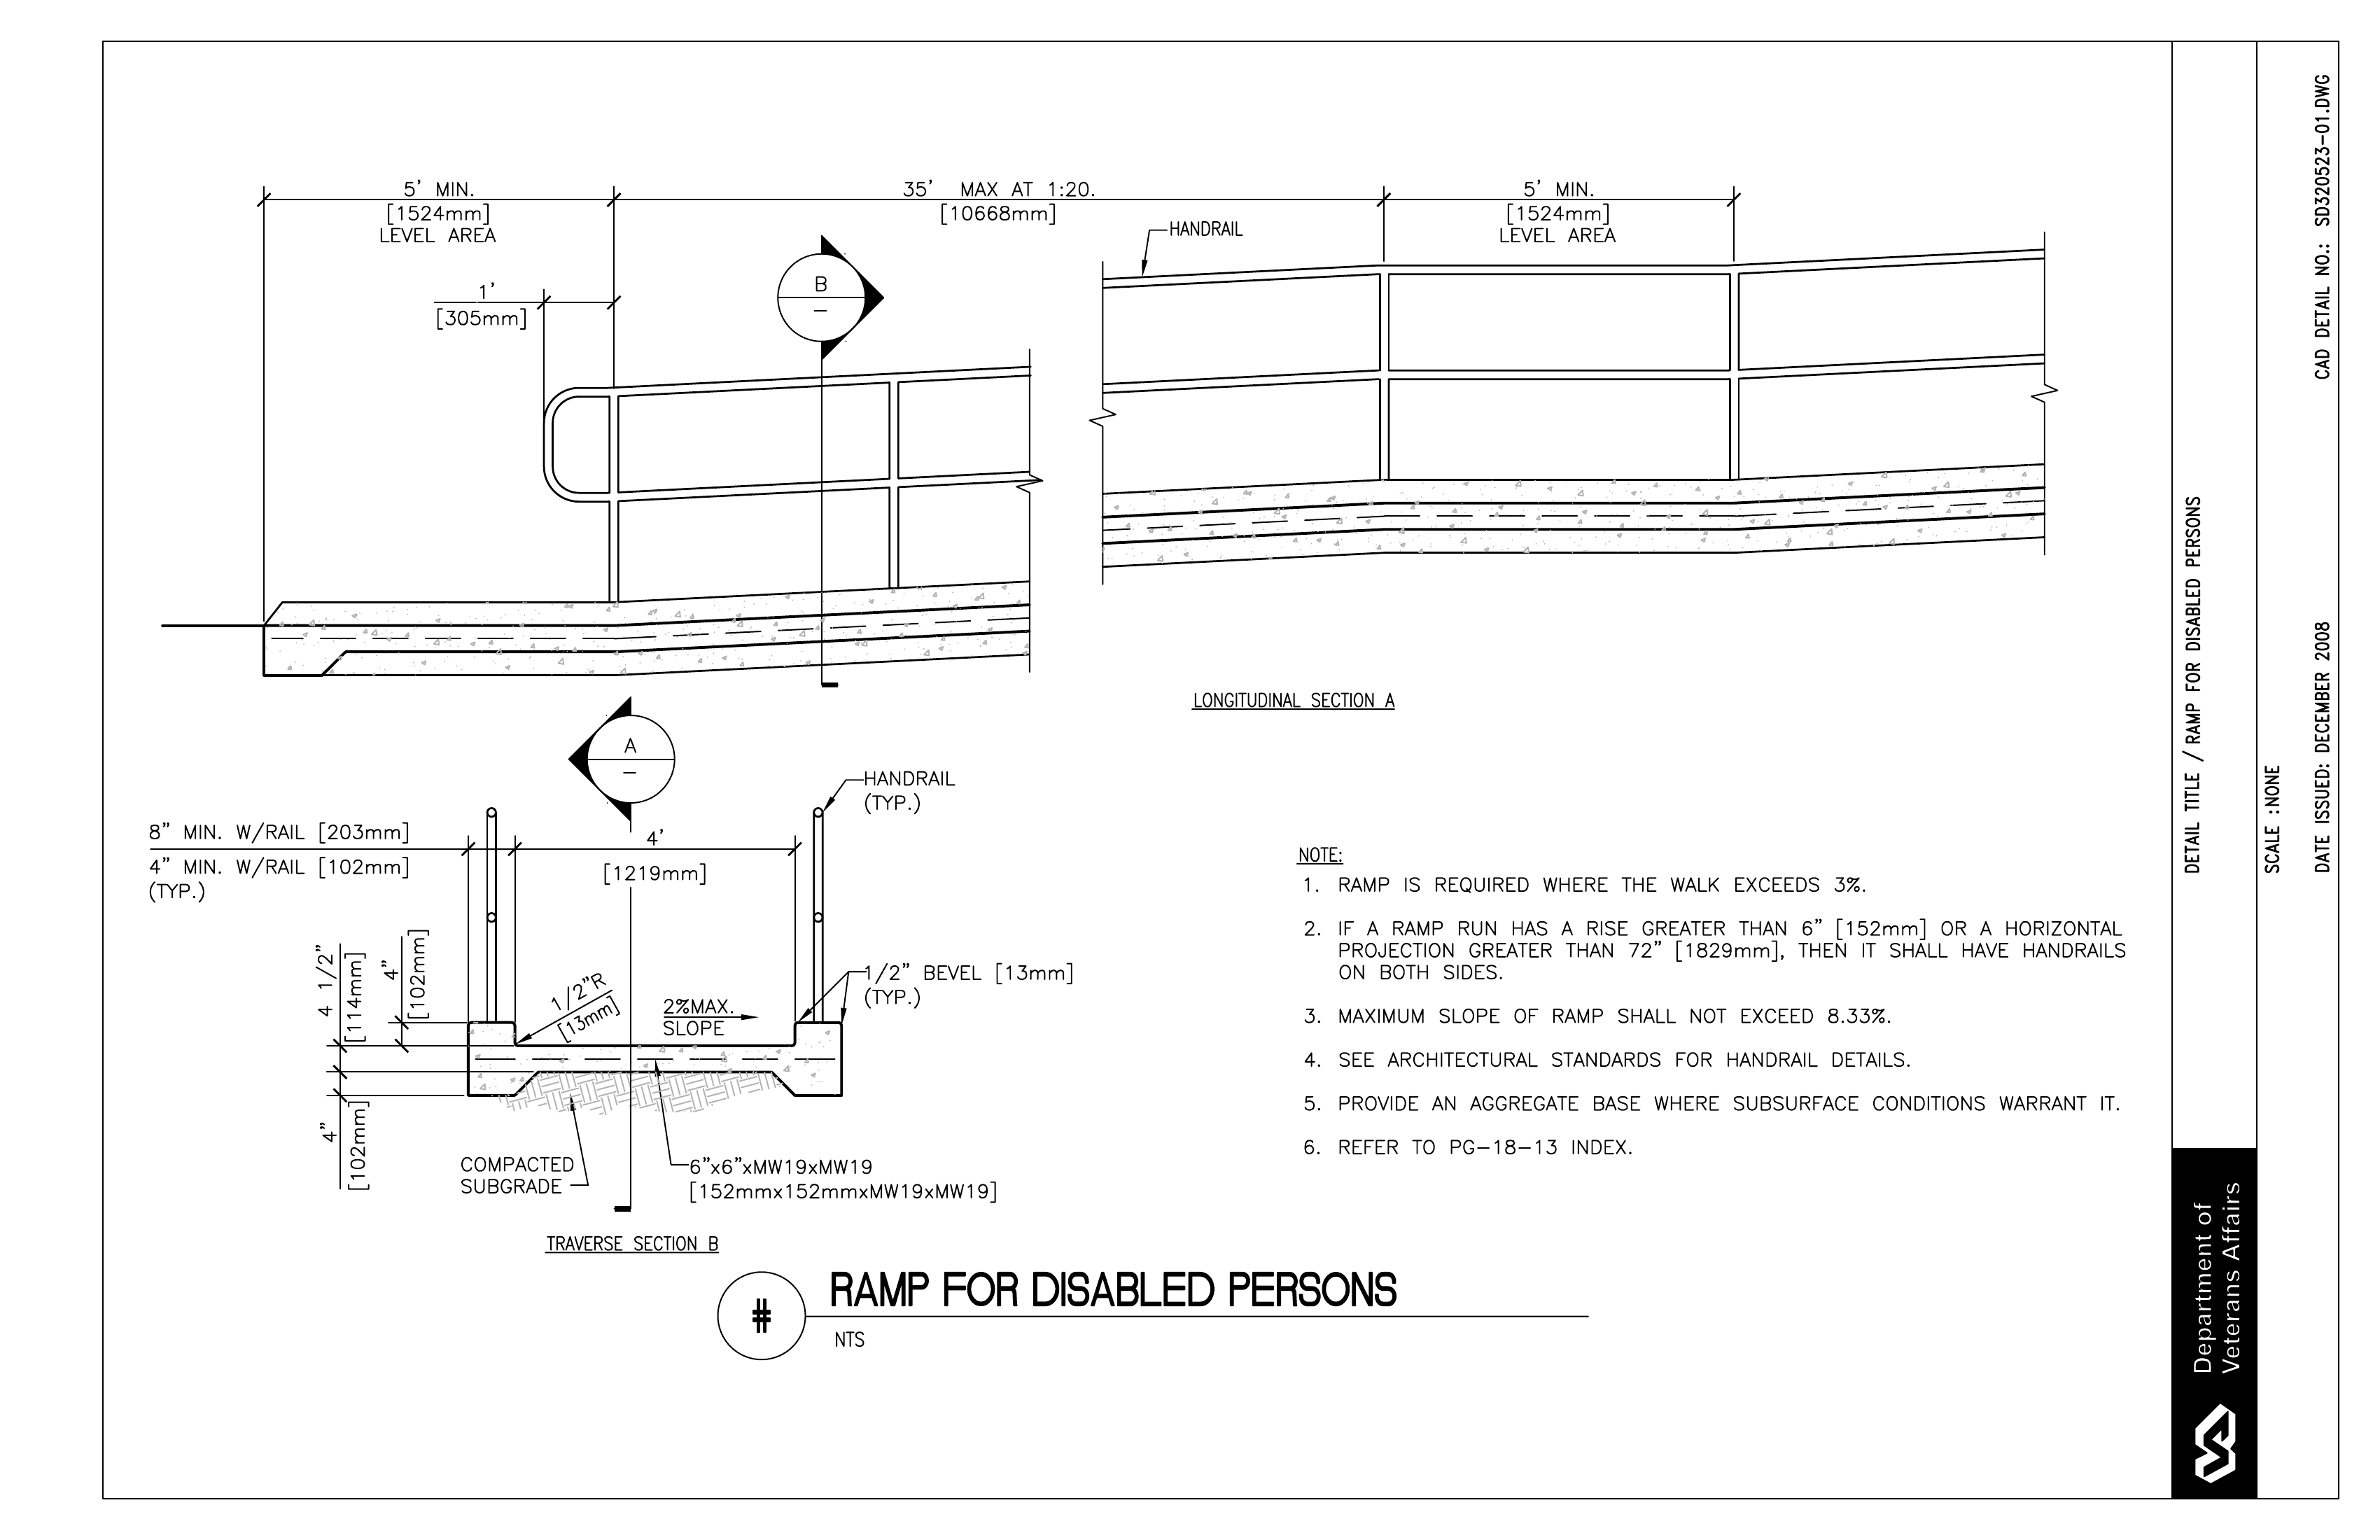 5' MIN.
[1524mm]
LEVEL AREA
35' MAX AT 1:20.
[10668mm]
5' MIN.
[1524mm]
LEVEL AREA
HANDRAIL
1'
[305mm]
B
–
LONGITUDINAL SECTION A
A
–
HANDRAIL
(TYP.)
8" MIN. W/RAIL [203mm]
4" MIN. W/RAIL [102mm]
(TYP.)
4'
[1219mm]
4 1/2"
[114mm]
4"
[102mm]
1/2"R
[13mm]
2%MAX.
SLOPE
1/2" BEVEL [13mm]
(TYP.)
4"
[102mm]
COMPACTED
SUBGRADE
6"x6"xMW19xMW19
[152mmx152mmxMW19xMW19]
TRAVERSE SECTION B
NOTE:
1. RAMP IS REQUIRED WHERE THE WALK EXCEEDS 3%.
2. IF A RAMP RUN HAS A RISE GREATER THAN 6" [152mm] OR A HORIZONTAL
PROJECTION GREATER THAN 72" [1829mm], THEN IT SHALL HAVE HANDRAILS
ON BOTH SIDES.
3. MAXIMUM SLOPE OF RAMP SHALL NOT EXCEED 8.33%.
4. SEE ARCHITECTURAL STANDARDS FOR HANDRAIL DETAILS.
5. PROVIDE AN AGGREGATE BASE WHERE SUBSURFACE CONDITIONS WARRANT IT.
6. REFER TO PG-18-13 INDEX.
#
RAMP FOR DISABLED PERSONS
NTS
DETAIL TITLE / RAMP FOR DISABLED PERSONS
SCALE :NONE
DATE ISSUED: DECEMBER 2008
CAD DETAIL NO.: SD320523-01.DWG
Department of
Veterans Affairs